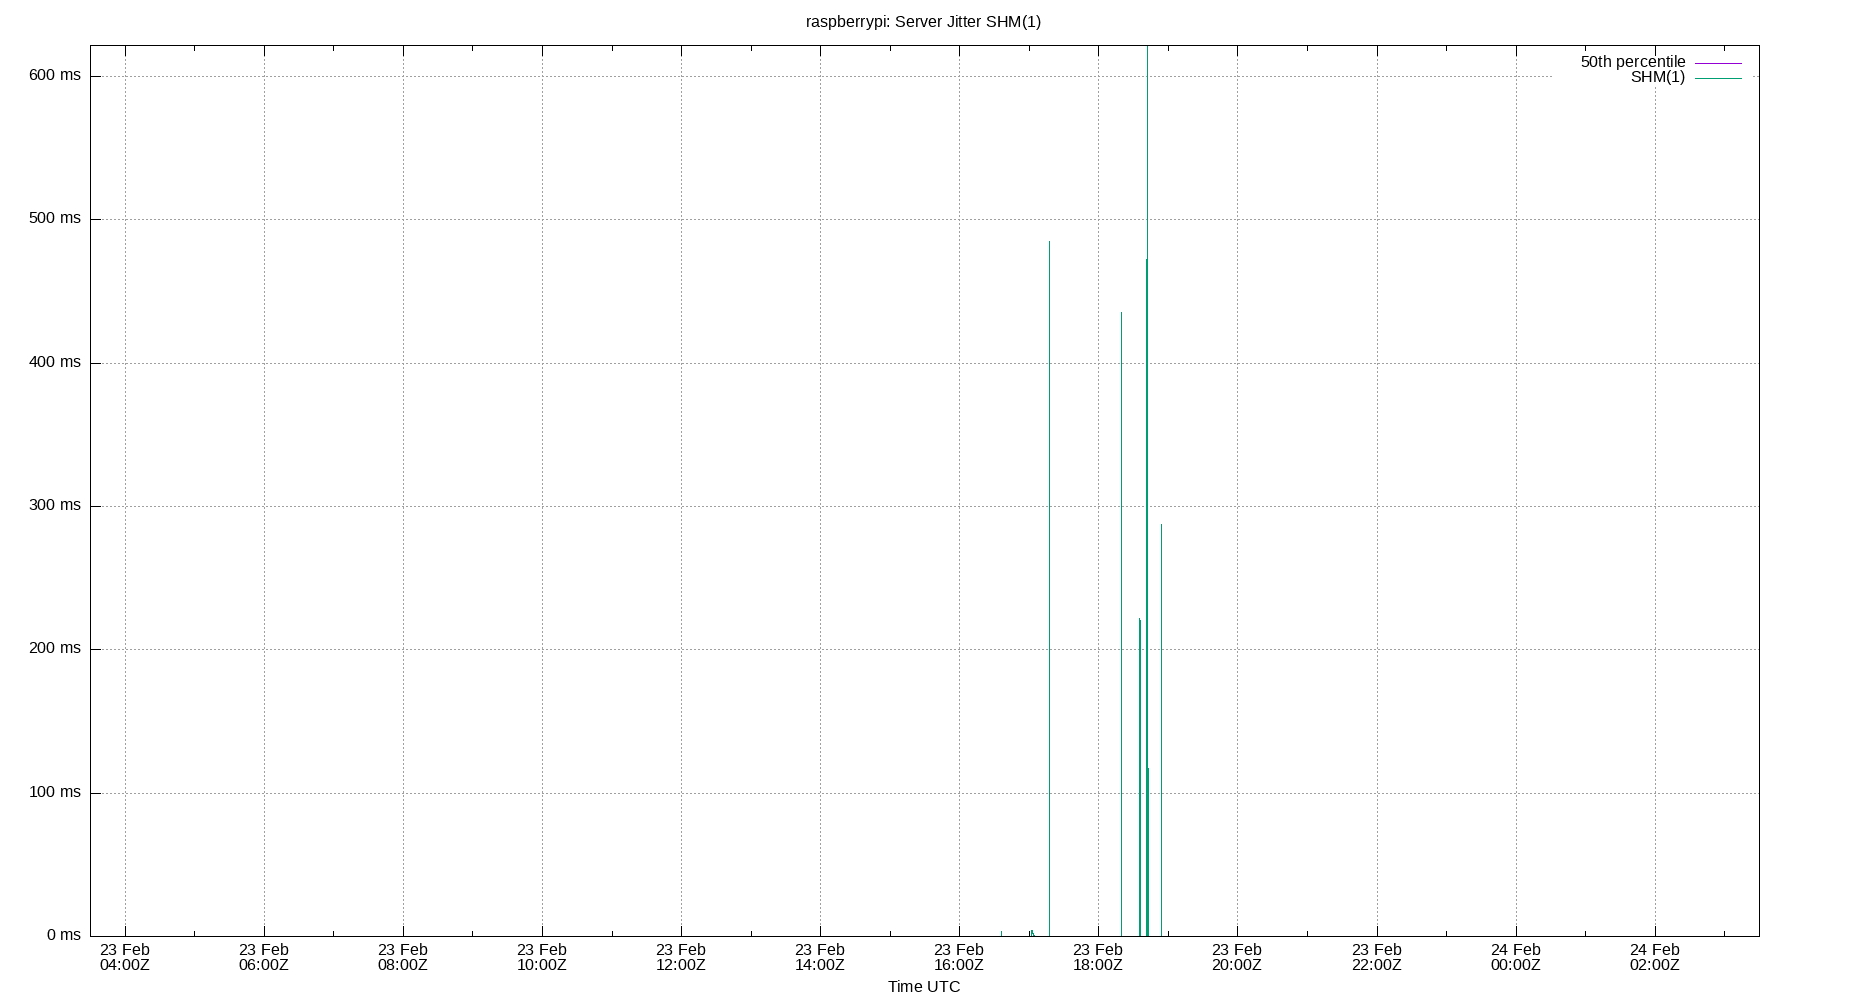 raspberrypi: Server Jitter SHM(1)
50th percentile
SHM(1)
600 ms
500 ms
400 ms
300 ms
200 ms
100 ms
0 ms
23 Feb 23 Feb 23 Feb 23 Feb 23 Feb 23 Feb 23 Feb 23 Feb 23 Feb 23 Feb 24 Feb 24 Feb
04:00Z 06:00Z 08:00Z 10:00Z 12:00Z 14:00Z 16:00Z 18:00Z 20:00Z 22:00Z 00:00Z 02:00Z
Time UTC